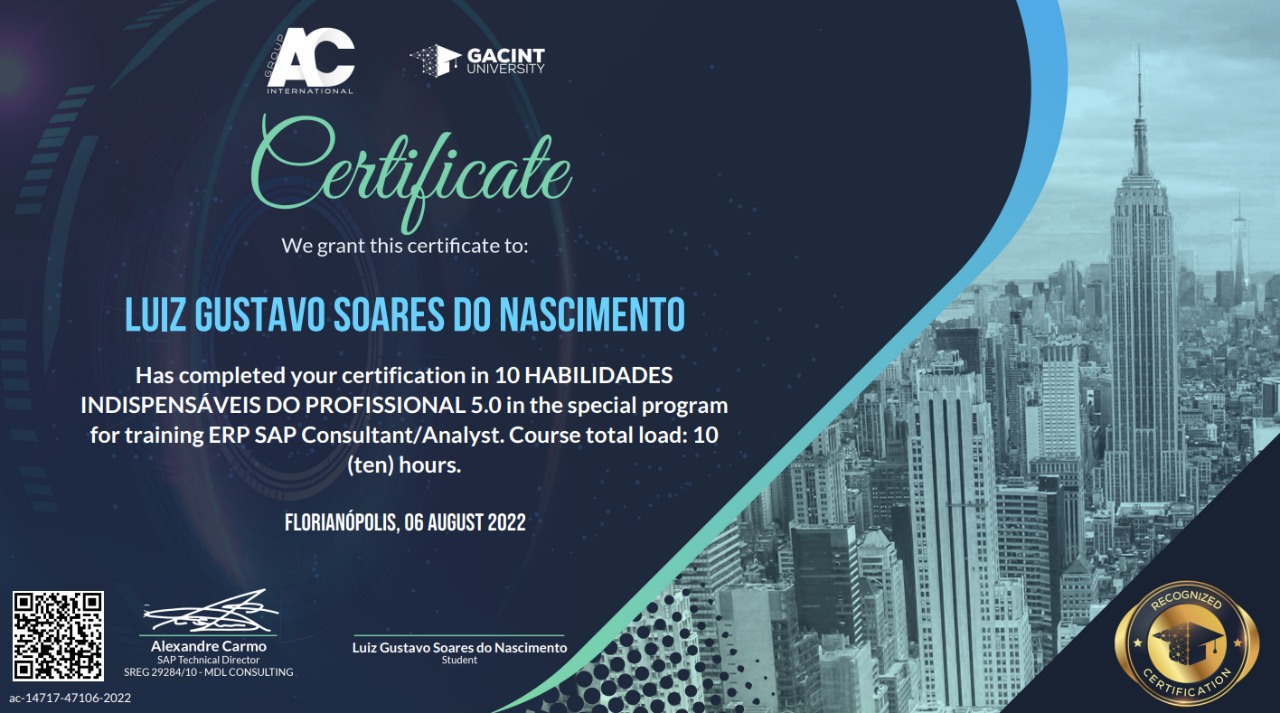 GROUP
AC
INTERNATIONAL
GACINT
UNIVERSITY
Certificate
We grant this certificate to:
LUIZ GUSTAVO SOARES DO NASCIMENTO
Has completed your certification in 10 HABILIDADES
INDISPENSÁVEIS DO PROFISSIONAL 5.0 in the special program
for training ERP SAP Consultant/Analyst. Course total load: 10
(ten) hours.
FLORIANÓPOLIS, 06 AUGUST 2022
Alexandre Carmo
SAP Technical Director
SREG 29284/10 - MDL CONSULTING
Luiz Gustavo Soares do Nascimento
Student
ac-14717-47106-2022
RECOGNIZED
CERTIFICATION